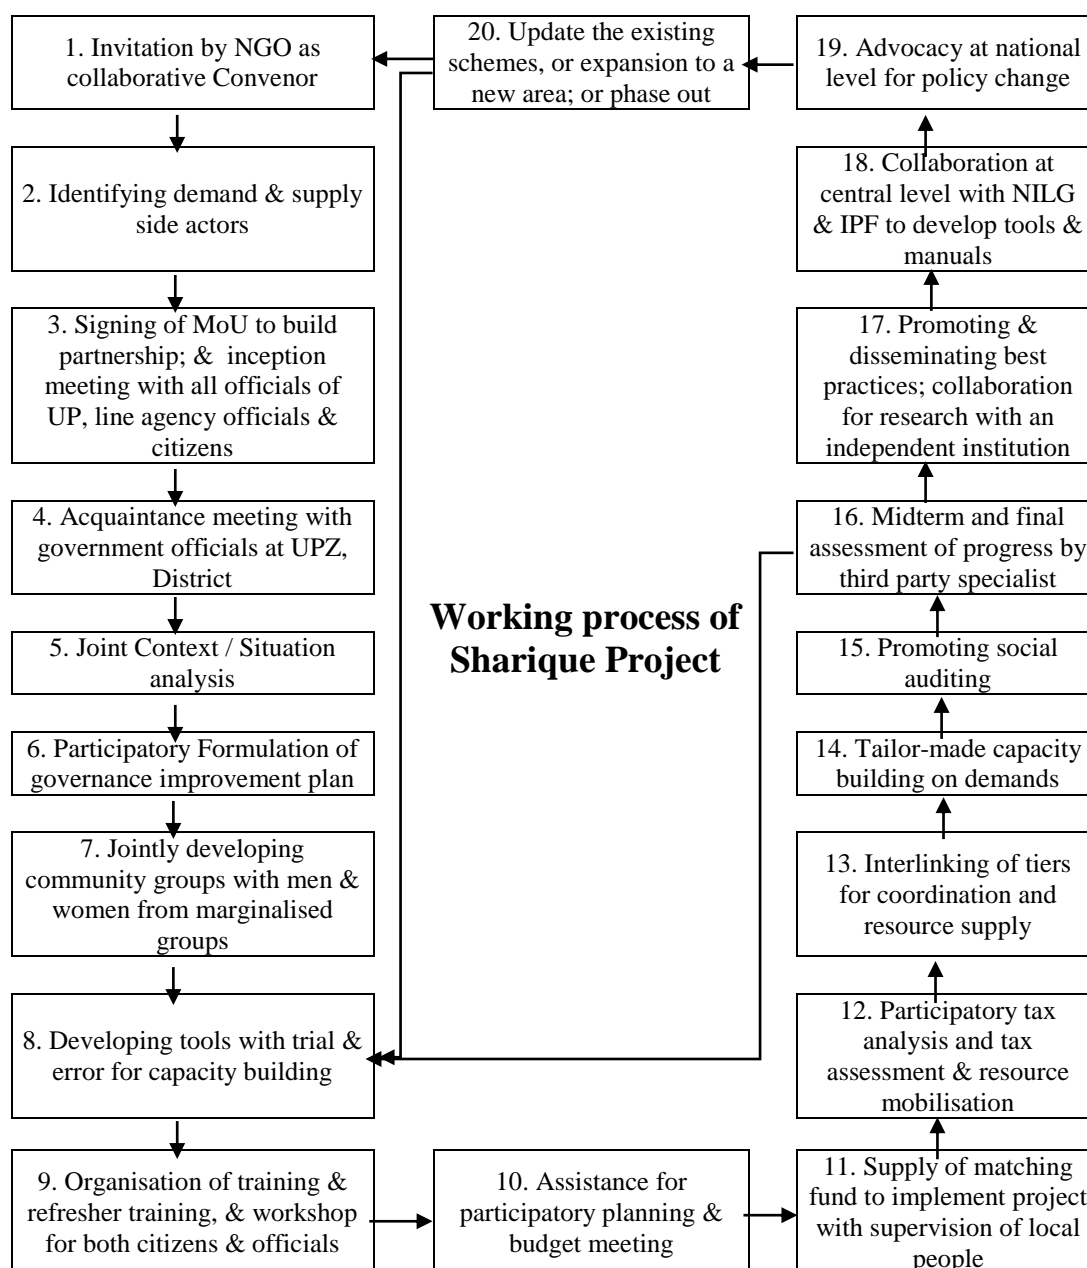 1. Invitation by NGO as
collaborative Convenor
2. Identifying demand & supply
side actors
3. Signing of MoU to build
partnership; & inception
meeting with all officials of
UP, line agency officials &
citizens
4. Acquaintance meeting with
government officials at UPZ,
District
5. Joint Context / Situation
analysis
6. Participatory Formulation of
governance improvement plan
7. Jointly developing
community groups with men &
women from marginalised
groups
8. Developing tools with trial &
error for capacity building
9. Organisation of training &
refresher training, & workshop
for both citizens & officials
10. Assistance for
participatory planning &
budget meeting
11. Supply of matching
fund to implement project
with supervision of local
people
12. Participatory tax
analysis and tax
assessment & resource
mobilisation
13. Interlinking of tiers
for coordination and
resource supply
14. Tailor-made capacity
building on demands
15. Promoting social
auditing
16. Midterm and final
assessment of progress by
third party specialist
17. Promoting &
disseminating best
practices; collaboration
for research with an
independent institution
18. Collaboration at
central level with NILG
& IPF to develop tools &
manuals
19. Advocacy at national
level for policy change
20. Update the existing
schemes, or expansion to a
new area; or phase out
Working process of
Sharique Project